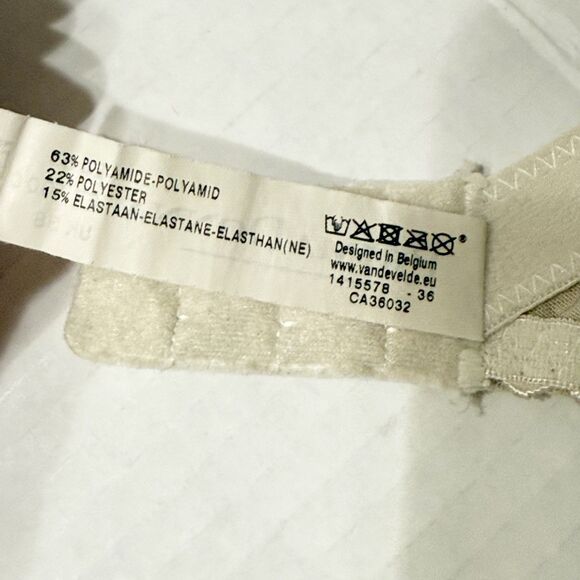 63% POLYAMIDE-POLYAMID
22% POLYESTER
15% ELASTAAN-ELASTANE-ELASTHAN(NE)
®
Designed in Belgium
www.vandevelde.eu
1415578 - 36
CA36032